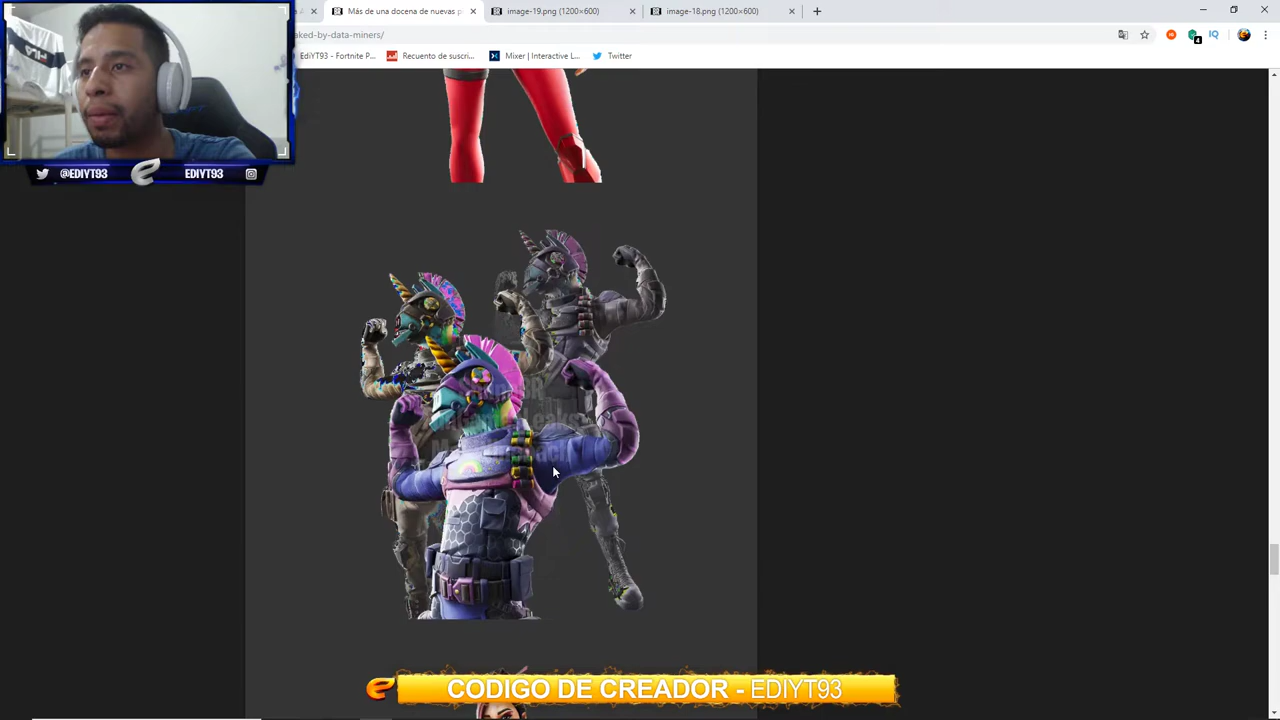 Más de una docena de nuevas p
image-19.png (1200×600)
image-18.png (1200×600)
aked-by-data-miners/
EdiYT93 - Fortnite P...
Recuento de suscri...
Mixer | Interactive L...
Twitter
@EDIYT93
EDIYT93
CODIGO DE CREADOR - EDIYT93